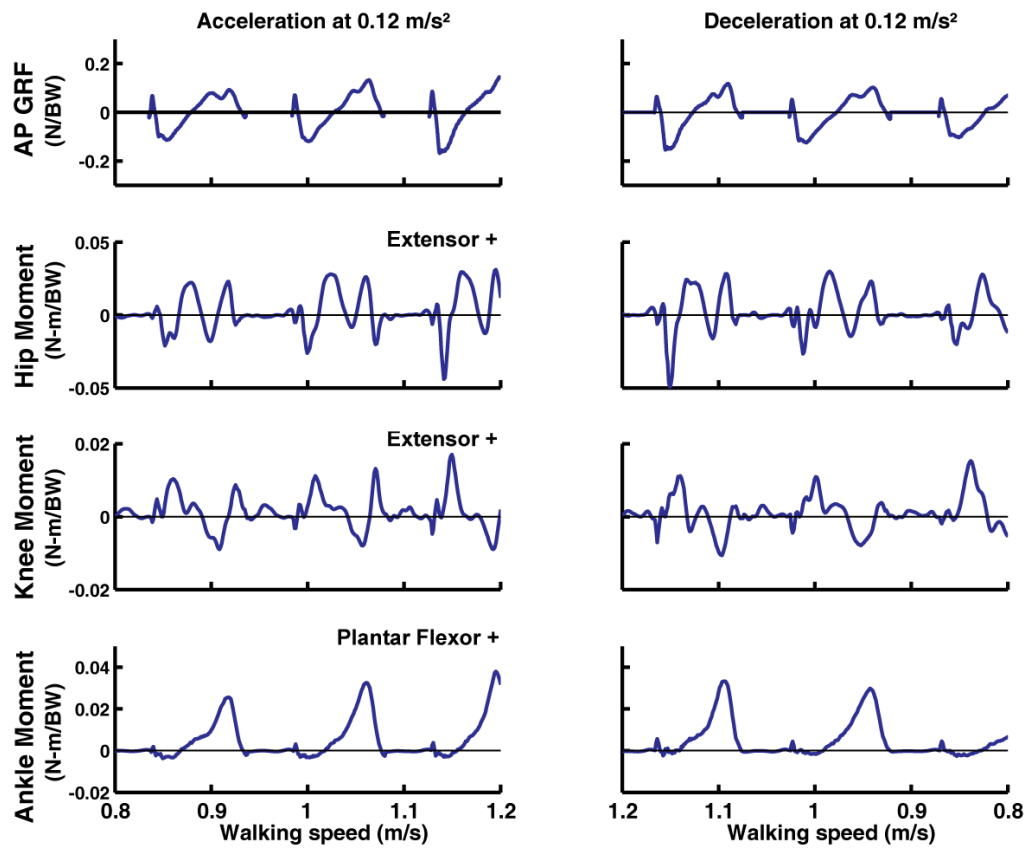 Acceleration at 0.12 m/s²
Deceleration at 0.12 m/s²
AP GRF
(N/BW)
0.2
0
-0.2
Hip Moment
(N-m/BW)
Extensor +
0.05
0
-0.05
Knee Moment
(N-m/BW)
Extensor +
0.02
0
-0.02
Ankle Moment
(N-m/BW)
Plantar Flexor +
0.04
0.02
0
-0.02
0.8 0.9 1 1.1 1.2
1.2 1.1 1 0.9 0.8
Walking speed (m/s)
Walking speed (m/s)